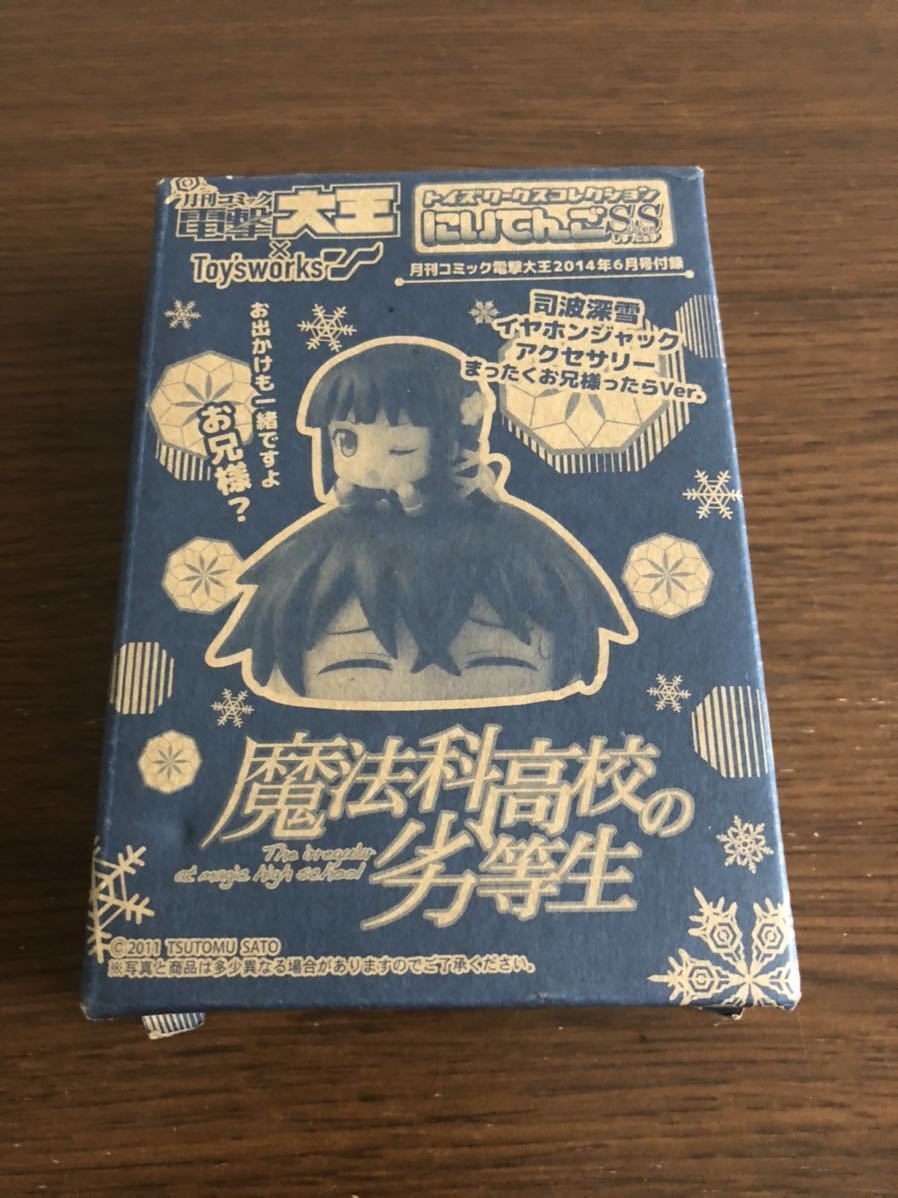 月刊コミック
電撃大王
×
Toy'sworks
トイズワークスコレクション
にいてんごSS
月刊コミック電撃大王2014年6月号付録
司波深雪
イヤホンジャック
アクセサリー
まったくお兄様ったらVer.
お出かけも一緒ですよ
お兄様?
魔法科高校の
劣等生
The irregular
at magic high school
©2011 TSUTOMU SATO
※写真と商品は多少異なる場合がありますのでご了承ください。